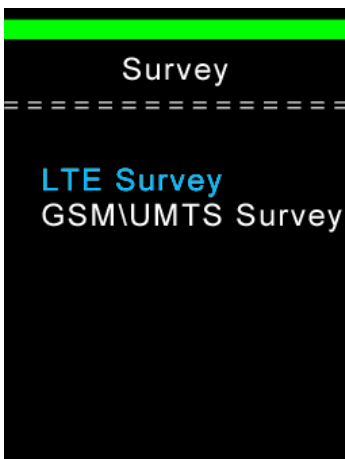 Survey
================
LTE Survey
GSM\UMTS Survey